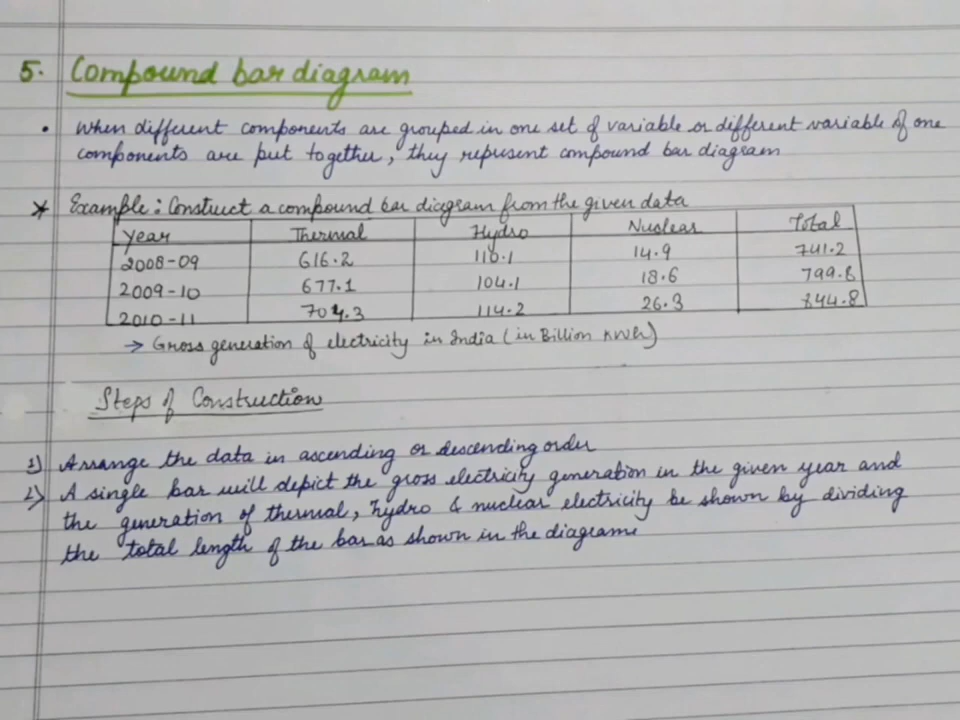 5. Compound bar diagram
• When different components are grouped in one set of variable or different variable of one
components are put together, they represent compound bar diagram
* Example: Construct a compound bar diagram from the given data
Year Thermal Hydro Nuclear Total
2008-09 616.2 110.1 14.9 741.2
2009-10 677.1 104.1 18.6 799.8
2010-11 704.3 114.2 26.3 844.8
→ Gross generation of electricity in India (in Billion KWh)
Steps of Construction
1) Arrange the data in ascending or descending order
2) A single bar will depict the gross electricity generation in the given year and
the generation of thermal, hydro & nuclear electricity be shown by dividing
the total length of the bar as shown in the diagram.